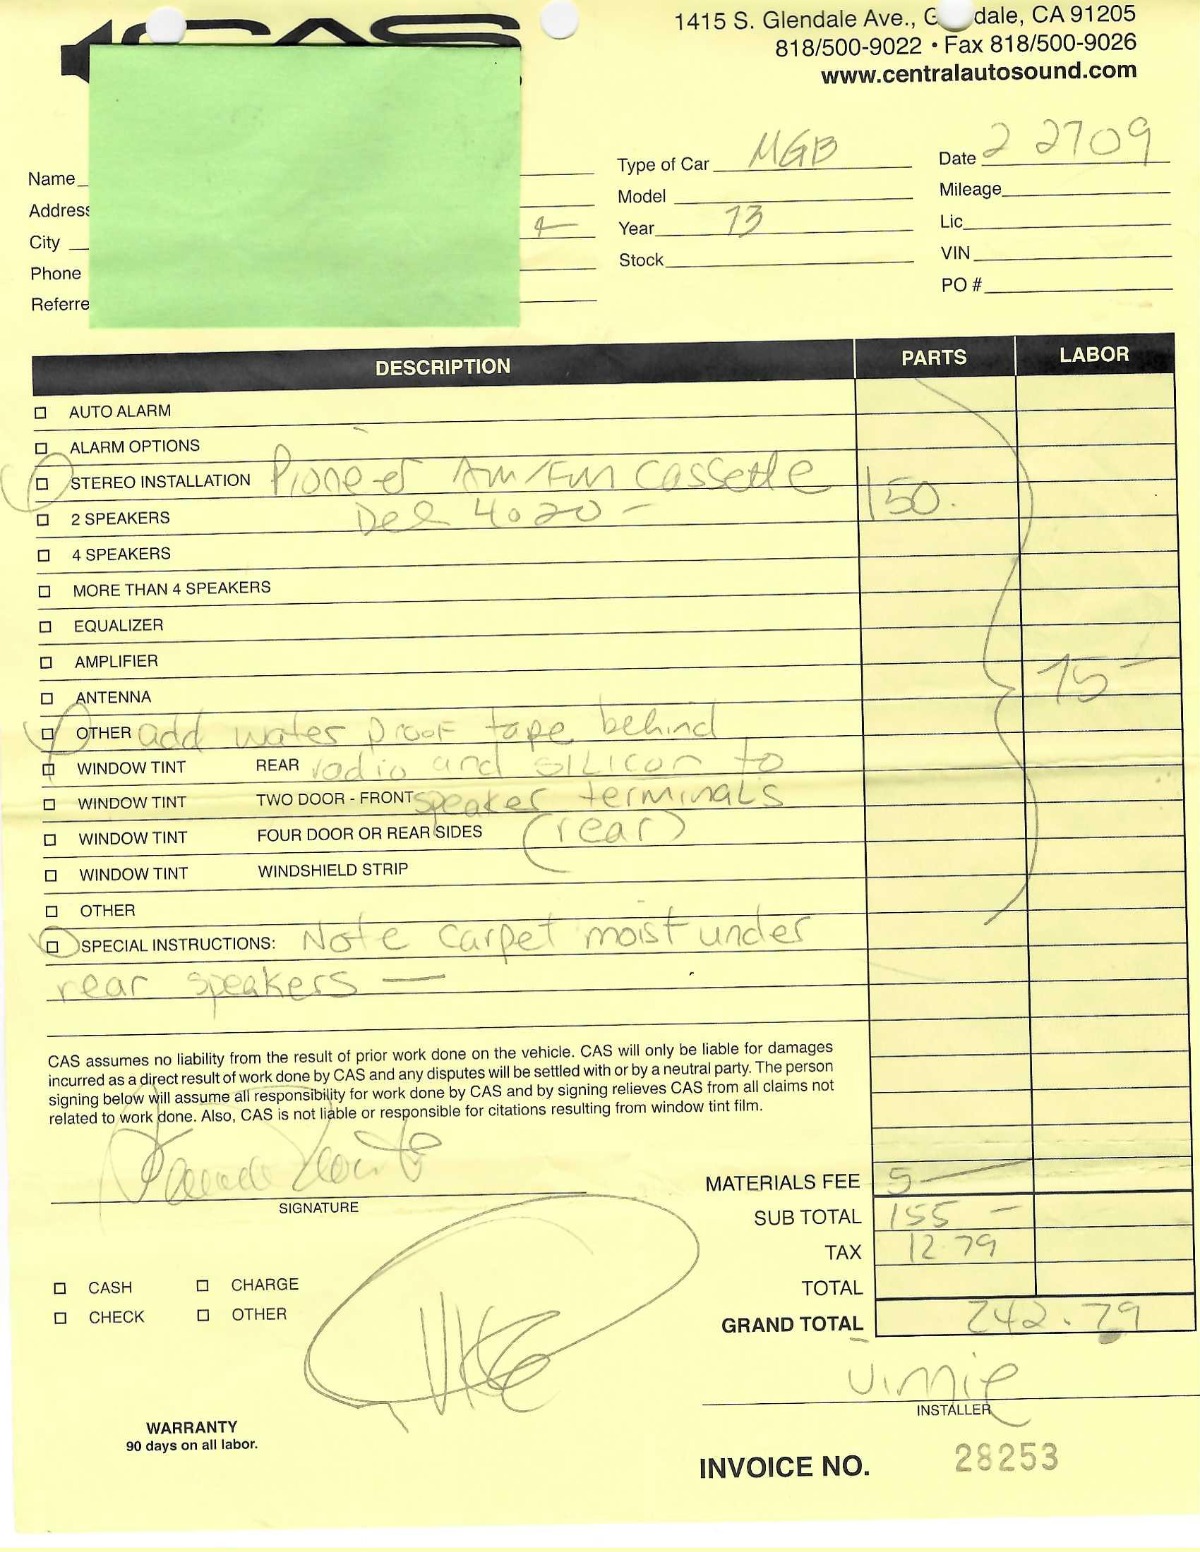 CAS
1415 S. Glendale Ave., G dale, CA 91205
818/500-9022 • Fax 818/500-9026
www.centralautosound.com
Name
Type of Car MGB
Date 2 2709
Address
Model
Mileage
City
Year 73
Lic
Phone
Stock
VIN
Referre
PO #
DESCRIPTION PARTS LABOR
AUTO ALARM
ALARM OPTIONS
STEREO INSTALLATION Pioneer AM/FM Cassette 150.
2 SPEAKERS Deh 4020 -
4 SPEAKERS
MORE THAN 4 SPEAKERS
EQUALIZER
AMPLIFIER
ANTENNA 75 -
OTHER add water proof tape behind
WINDOW TINT REAR radio and SILICON to
WINDOW TINT TWO DOOR - FRONT speaker terminals
WINDOW TINT FOUR DOOR OR REAR SIDES (rear)
WINDOW TINT WINDSHIELD STRIP
OTHER
SPECIAL INSTRUCTIONS: Note carpet moist under
rear speakers —
CAS assumes no liability from the result of prior work done on the vehicle. CAS will only be liable for damages
incurred as a direct result of work done by CAS and any disputes will be settled with or by a neutral party. The person
signing below will assume all responsibility for work done by CAS and by signing relieves CAS from all claims not
related to work done. Also, CAS is not liable or responsible for citations resulting from window tint film.
SIGNATURE
MATERIALS FEE 5 —
SUB TOTAL 155 -
TAX 12.79
TOTAL
GRAND TOTAL 242.79
CASH CHARGE
CHECK OTHER
INSTALLER
WARRANTY
90 days on all labor.
INVOICE NO. 28253